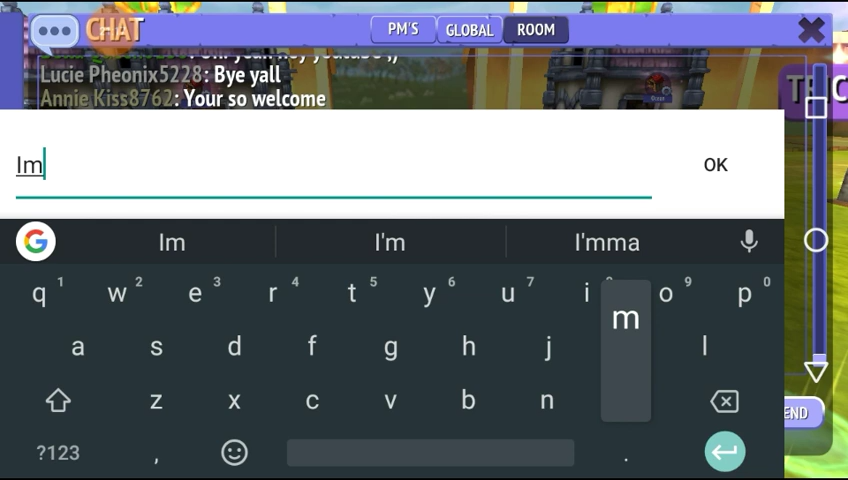 CHAT
PM'S GLOBAL ROOM
Lucie Pheonix5228: Bye yall
Annie Kiss8762: Your so welcome
Im
OK
Im I'm I'mma
q 1 w 2 e 3 r 4 t 5 y 6 u 7 i o 9 p 0
a s d f g h j l
m
z x c v b n
?123 , .
END